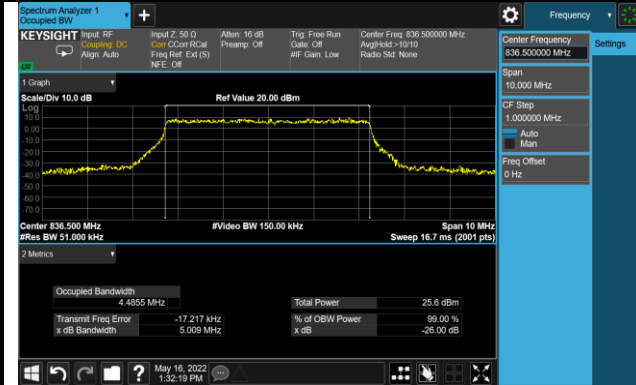 Spectrum Analyzer 1
Occupied BW
+
Frequency
KEYSIGHT Input: RF Input Z: 50 Ω Atten: 16 dB Trig: Free Run Center Freq: 836.500000 MHz
Coupling: DC Corr CCorr RCal Preamp: Off Gate: Off Avg|Hold:>10/10
Align: Auto Freq Ref: Ext (S) #IF Gain: Low Radio Std: None
NFE: Off
LXI
Center Frequency
836.500000 MHz
Settings
Span
10.000 MHz
CF Step
1.000000 MHz
Auto
Man
Freq Offset
0 Hz
1 Graph
Scale/Div 10.0 dB Ref Value 20.00 dBm
Log
10.0
0.00
-10.0
-20.0
-30.0
-40.0
-50.0
-60.0
-70.0
Center 836.500 MHz #Video BW 150.00 kHz Span 10 MHz
#Res BW 51.000 kHz Sweep 16.7 ms (2001 pts)
2 Metrics
Occupied Bandwidth
4.4855 MHz Total Power 25.6 dBm
Transmit Freq Error -17.217 kHz % of OBW Power 99.00 %
x dB Bandwidth 5.009 MHz x dB -26.00 dB
? May 16, 2022
1:32:19 PM